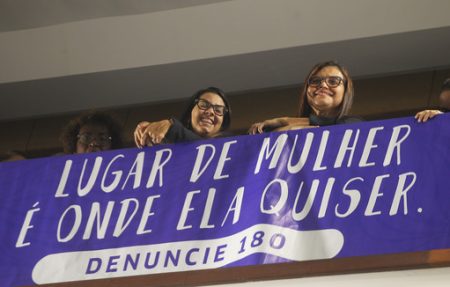 LUGAR DE MULHER
É ONDE ELA QUISER.
DENUNCIE 180